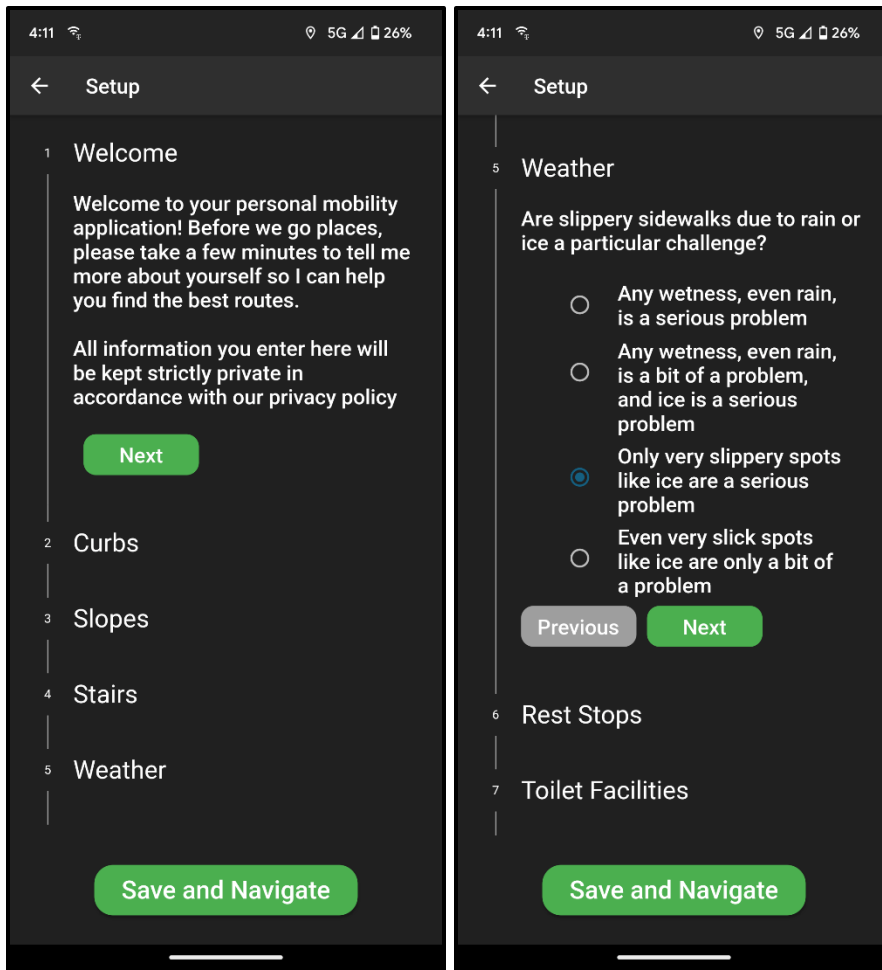 4:11
5G 26%
Setup
1 Welcome
Welcome to your personal mobility
application! Before we go places,
please take a few minutes to tell me
more about yourself so I can help
you find the best routes.
All information you enter here will
be kept strictly private in
accordance with our privacy policy
Next
2 Curbs
3 Slopes
4 Stairs
5 Weather
Save and Navigate
4:11
5G 26%
Setup
5 Weather
Are slippery sidewalks due to rain or
ice a particular challenge?
Any wetness, even rain,
is a serious problem
Any wetness, even rain,
is a bit of a problem,
and ice is a serious
problem
Only very slippery spots
like ice are a serious
problem
Even very slick spots
like ice are only a bit of
a problem
Previous Next
6 Rest Stops
7 Toilet Facilities
Save and Navigate